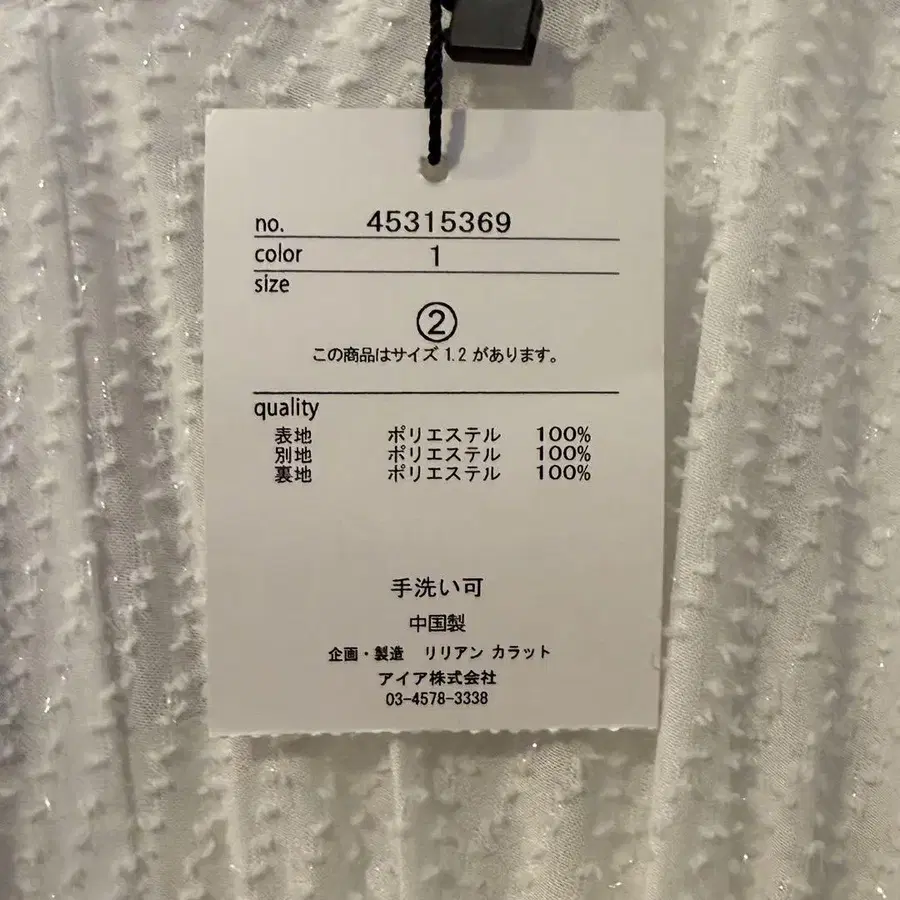 no. 45315369
color 1
size
②
この商品はサイズ 1.2 があります。
quality
表地 ポリエステル 100%
別地 ポリエステル 100%
裏地 ポリエステル 100%
手洗い可
中国製
企画・製造 リリアン カラット
アイア株式会社
03-4578-3338